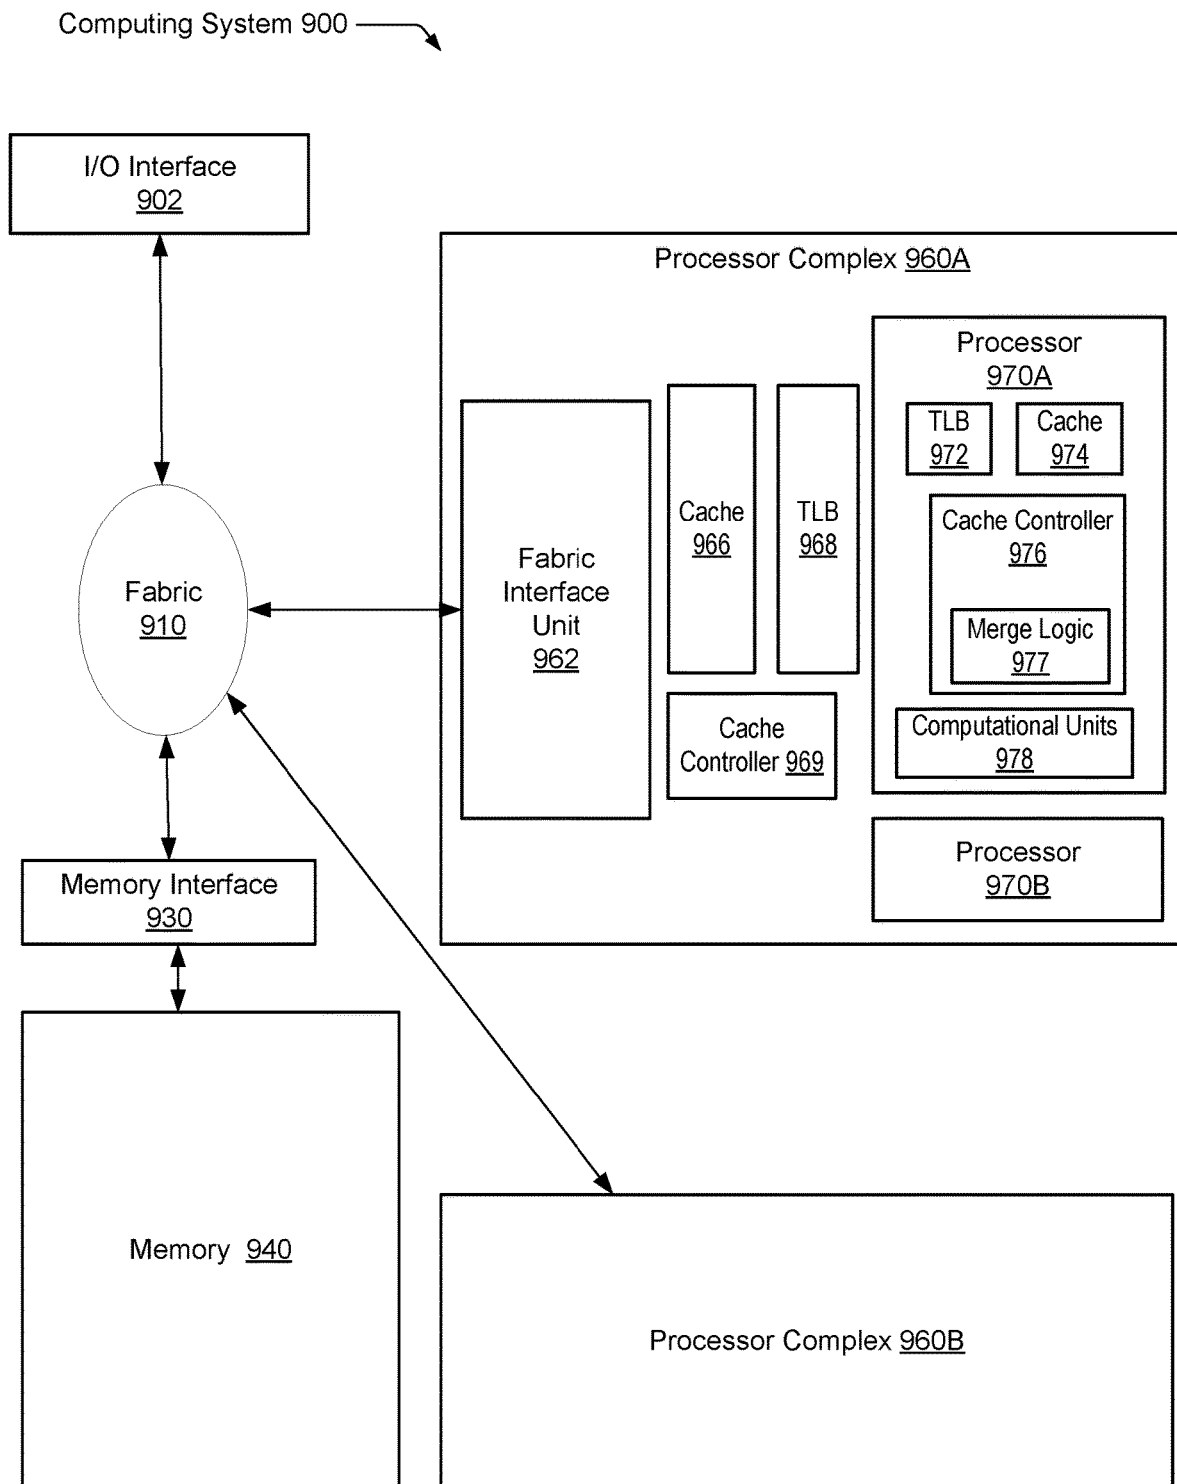 Computing System 900
I/O Interface
902
Processor Complex 960A
Processor
970A
TLB
972
Cache
974
Cache
966
TLB
968
Cache Controller
976
Fabric
Interface
Unit
962
Fabric
910
Merge Logic
977
Cache
Controller 969
Computational Units
978
Memory Interface
930
Processor
970B
Memory 940
Processor Complex 960B